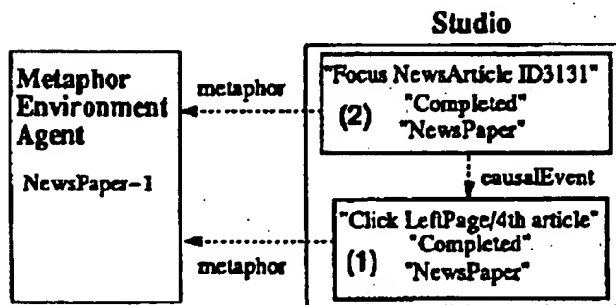 Studio
Metaphor
Environment
Agent
NewsPaper-1
metaphor
"Focus NewsArticle ID3131"
(2) "Completed"
"NewsPaper"
causalEvent
"Click LeftPage/4th article"
(1) "Completed"
"NewsPaper"
metaphor